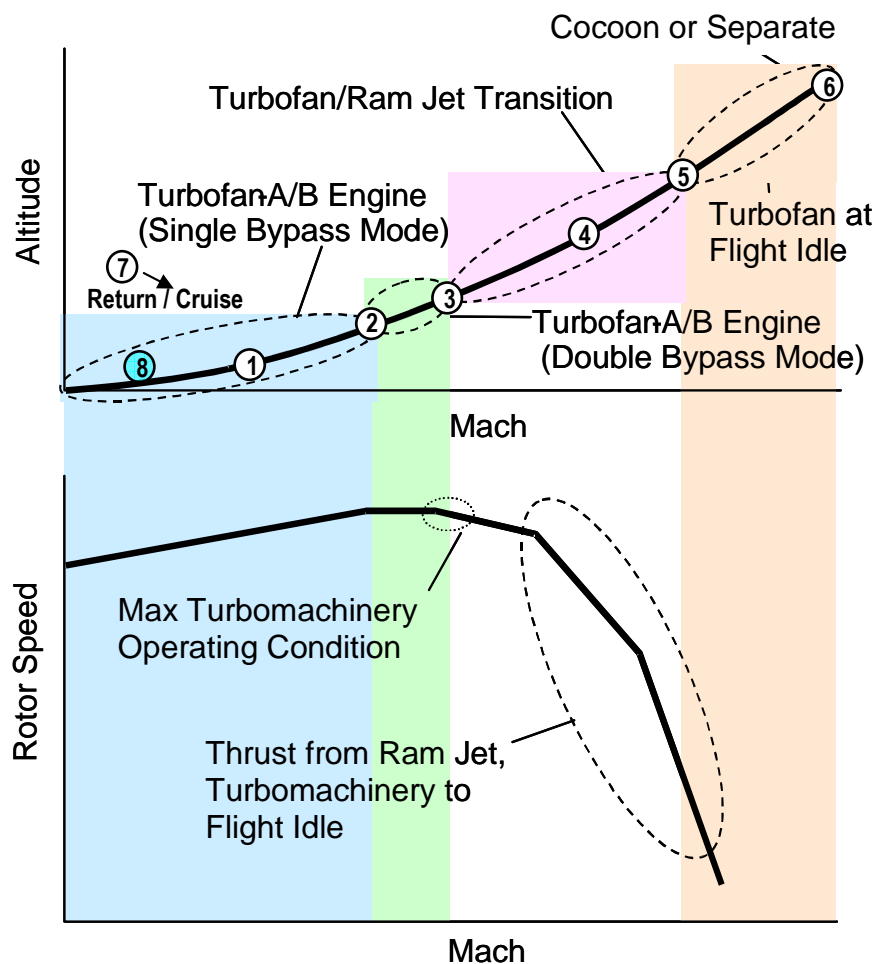 Cocoon or Separate
6
Turbofan/Ram Jet Transition
5
Turbofan-A/B Engine
(Single Bypass Mode)
Turbofan at
Flight Idle
4
Altitude
7
Return / Cruise
3
2
Turbofan-A/B Engine
(Double Bypass Mode)
8
1
Mach
Max Turbomachinery
Operating Condition
Rotor Speed
Thrust from Ram Jet,
Turbomachinery to
Flight Idle
Mach